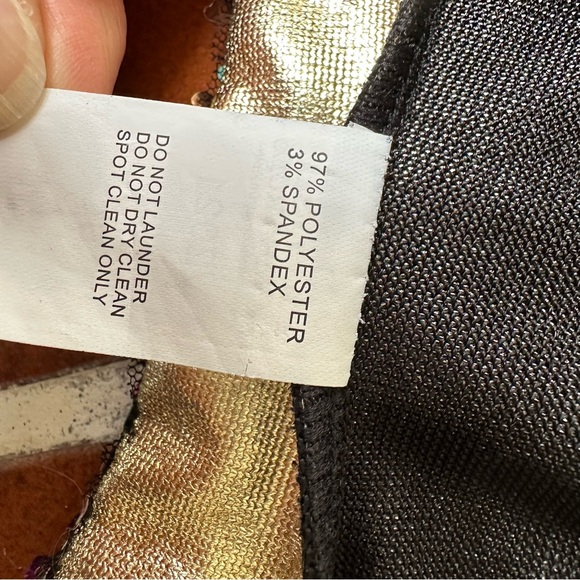 97% POLYESTER
3% SPANDEX
DO NOT LAUNDER
DO NOT DRY CLEAN
SPOT CLEAN ONLY